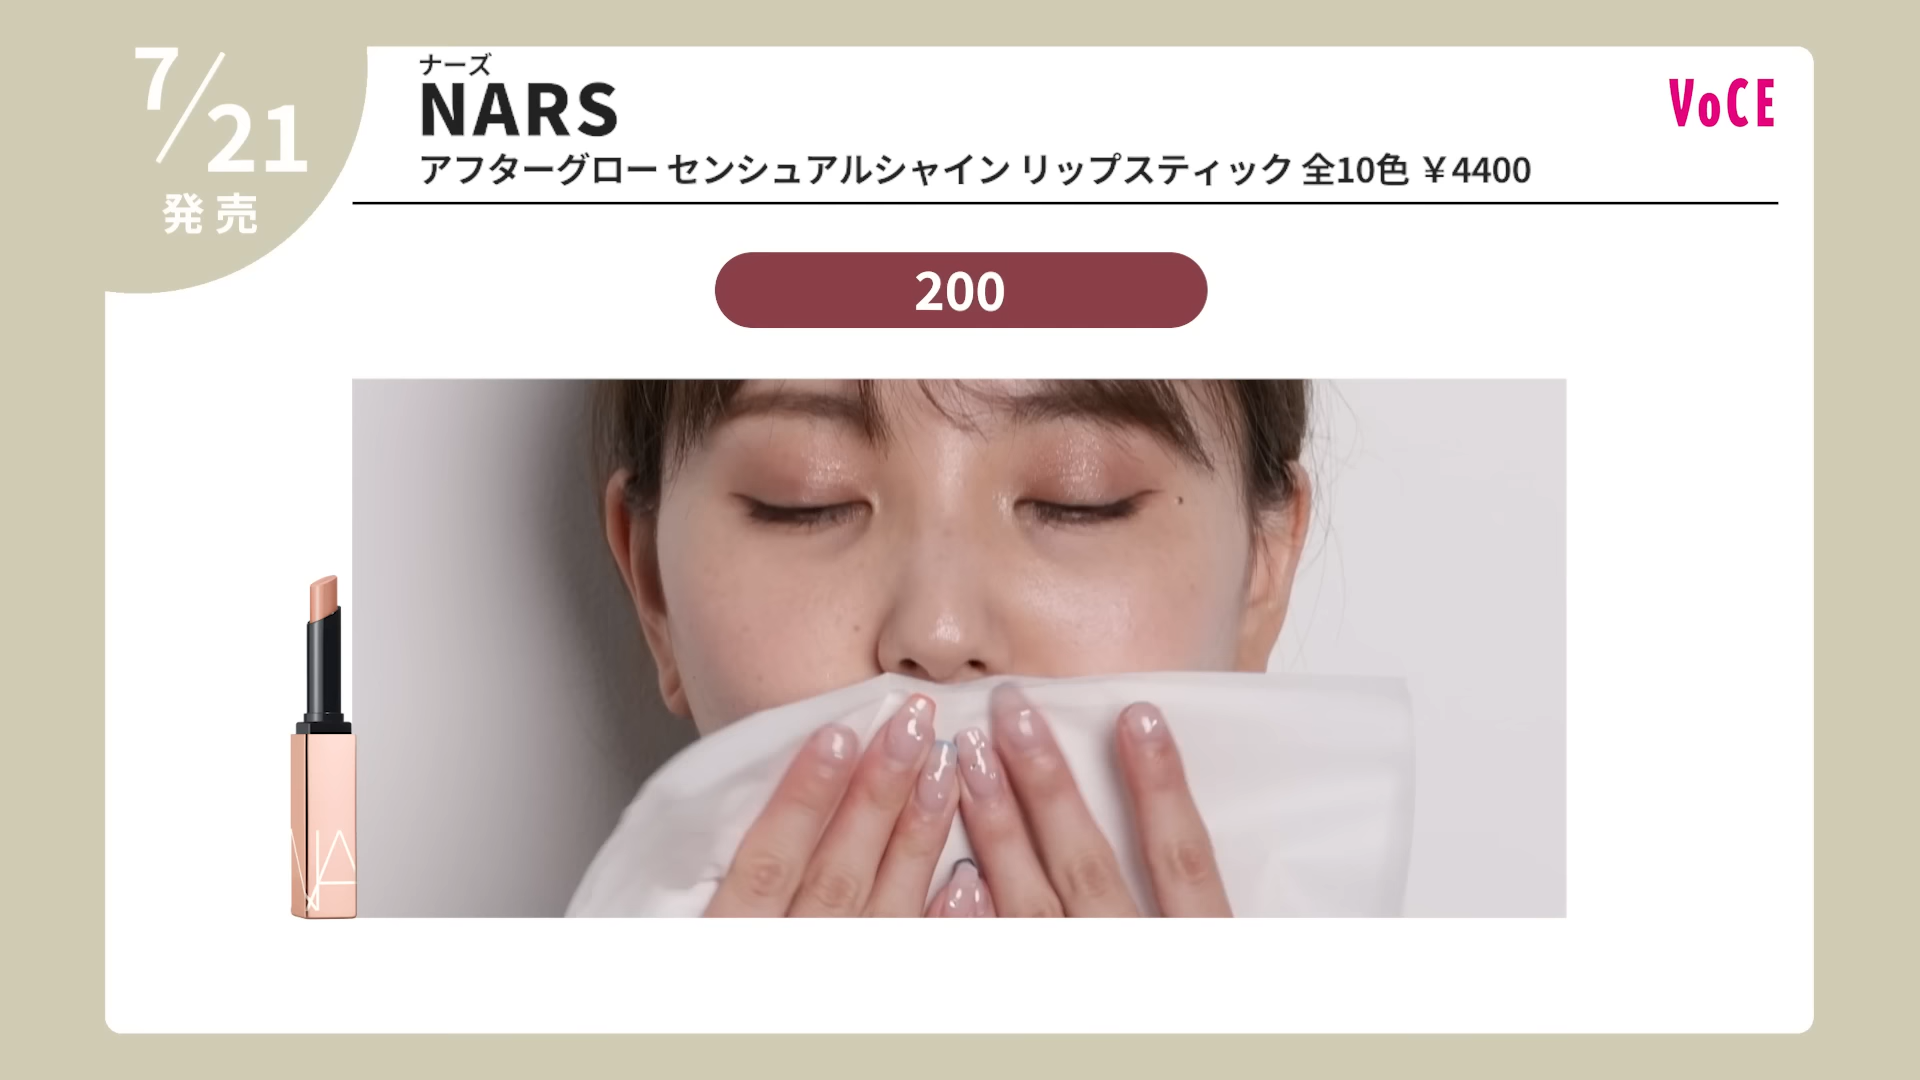 7/21
発売
ナーズ
NARS
アフターグロー センシュアルシャイン リップスティック 全10色 ￥4400
VoCE
200